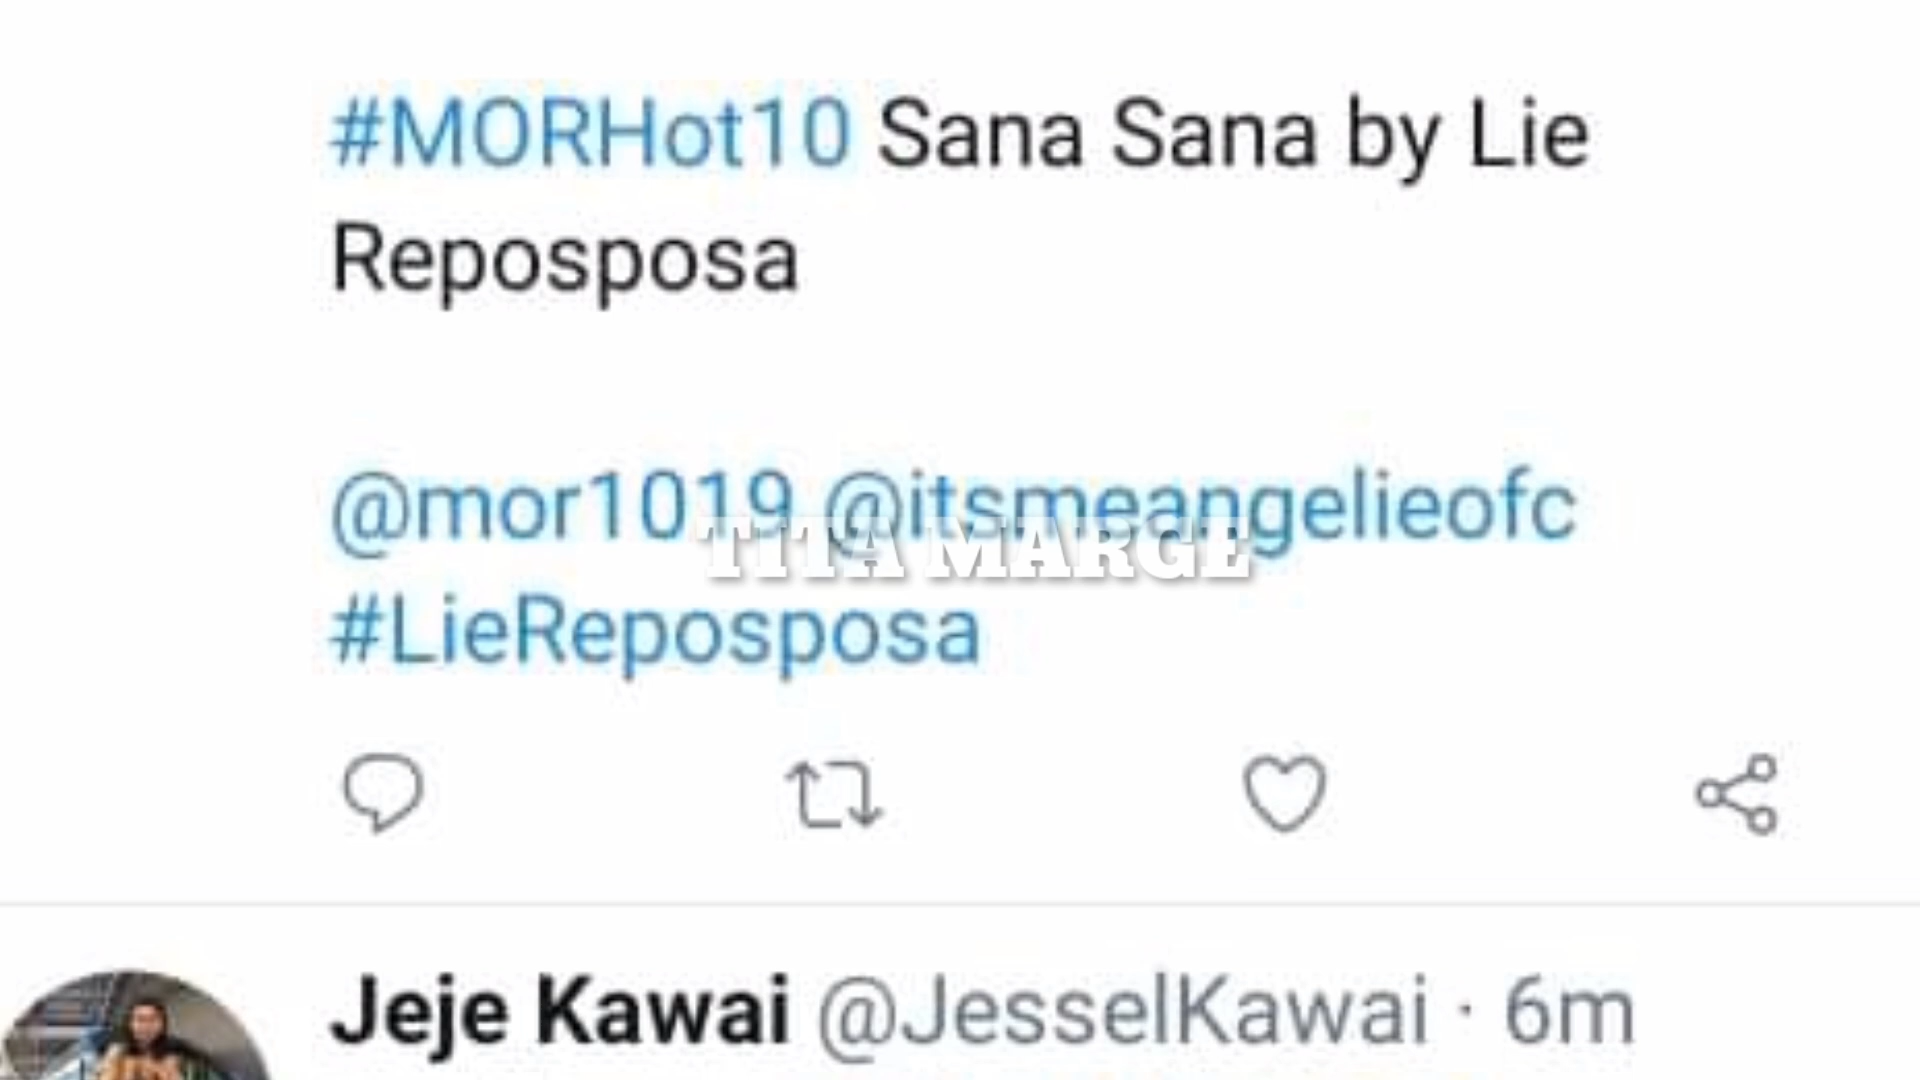 #MORHot10 Sana Sana by Lie
Reposposa
@mor1019 @itsmeangelieofc
TITA MARGE
#LieReposposa
Jeje Kawai @JesselKawai · 6m